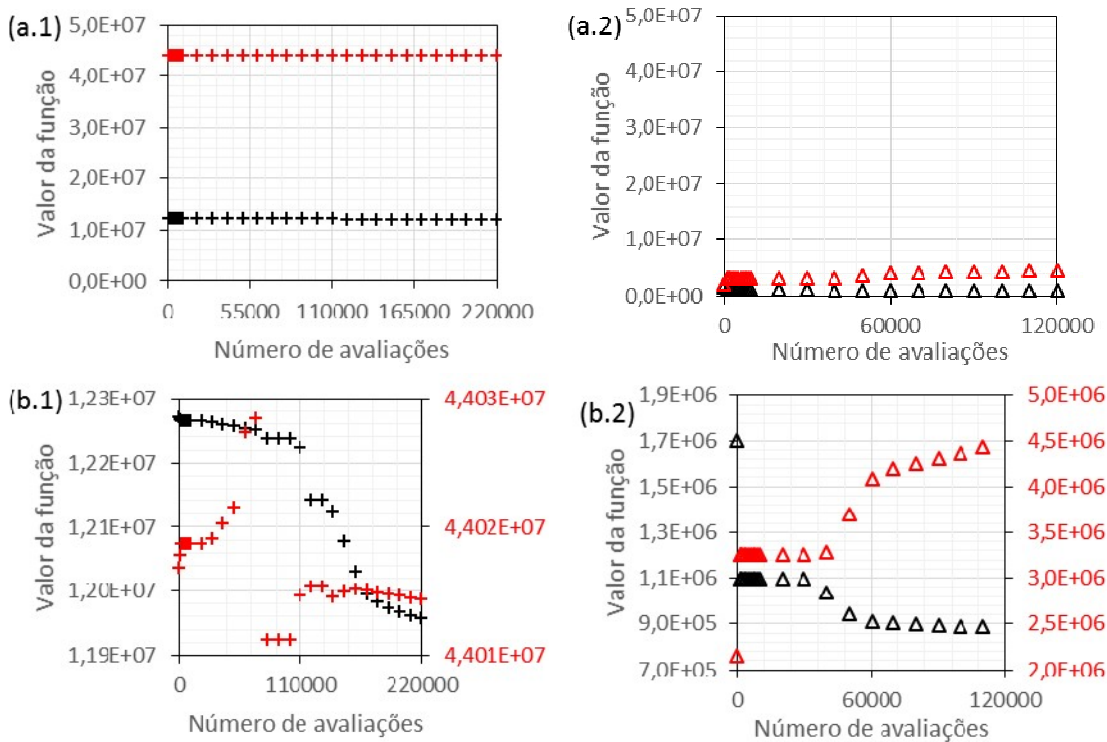 (a.1)
5,0E+07
4,0E+07
3,0E+07
2,0E+07
1,0E+07
0,0E+00
Valor da função
0 55000 110000 165000 220000
Número de avaliações
(a.2)
5,0E+07
4,0E+07
3,0E+07
2,0E+07
1,0E+07
0,0E+00
Valor da função
0 60000 120000
Número de avaliações
(b.1)
1,23E+07
1,22E+07
1,21E+07
1,20E+07
1,19E+07
Valor da função
4,403E+07
4,402E+07
4,401E+07
0 110000 220000
Número de avaliações
(b.2)
1,9E+06
1,7E+06
1,5E+06
1,3E+06
1,1E+06
9,0E+05
7,0E+05
Valor da função
5,0E+06
4,5E+06
4,0E+06
3,5E+06
3,0E+06
2,5E+06
2,0E+06
0 60000 120000
Número de avaliações